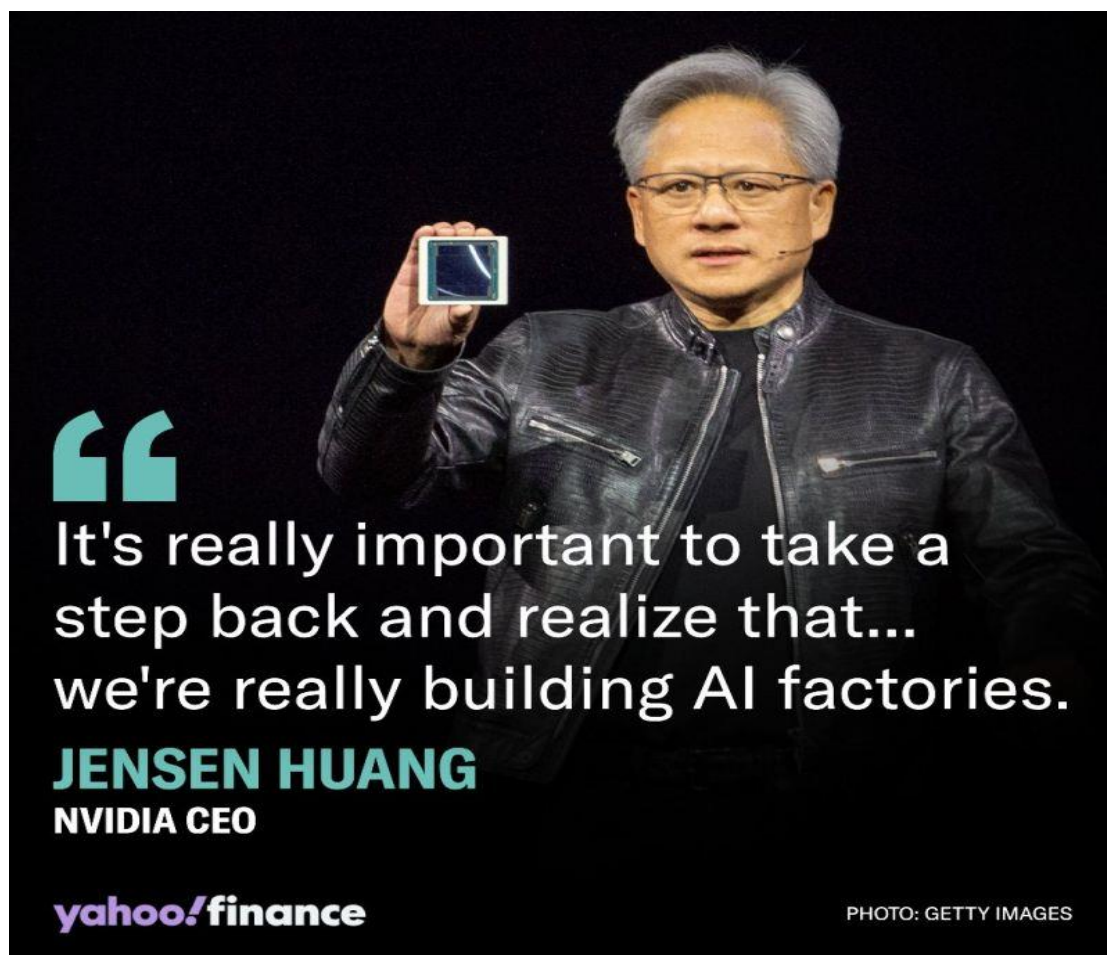 “
It's really important to take a
step back and realize that...
we're really building AI factories.
JENSEN HUANG
NVIDIA CEO
yahoo!finance
PHOTO: GETTY IMAGES